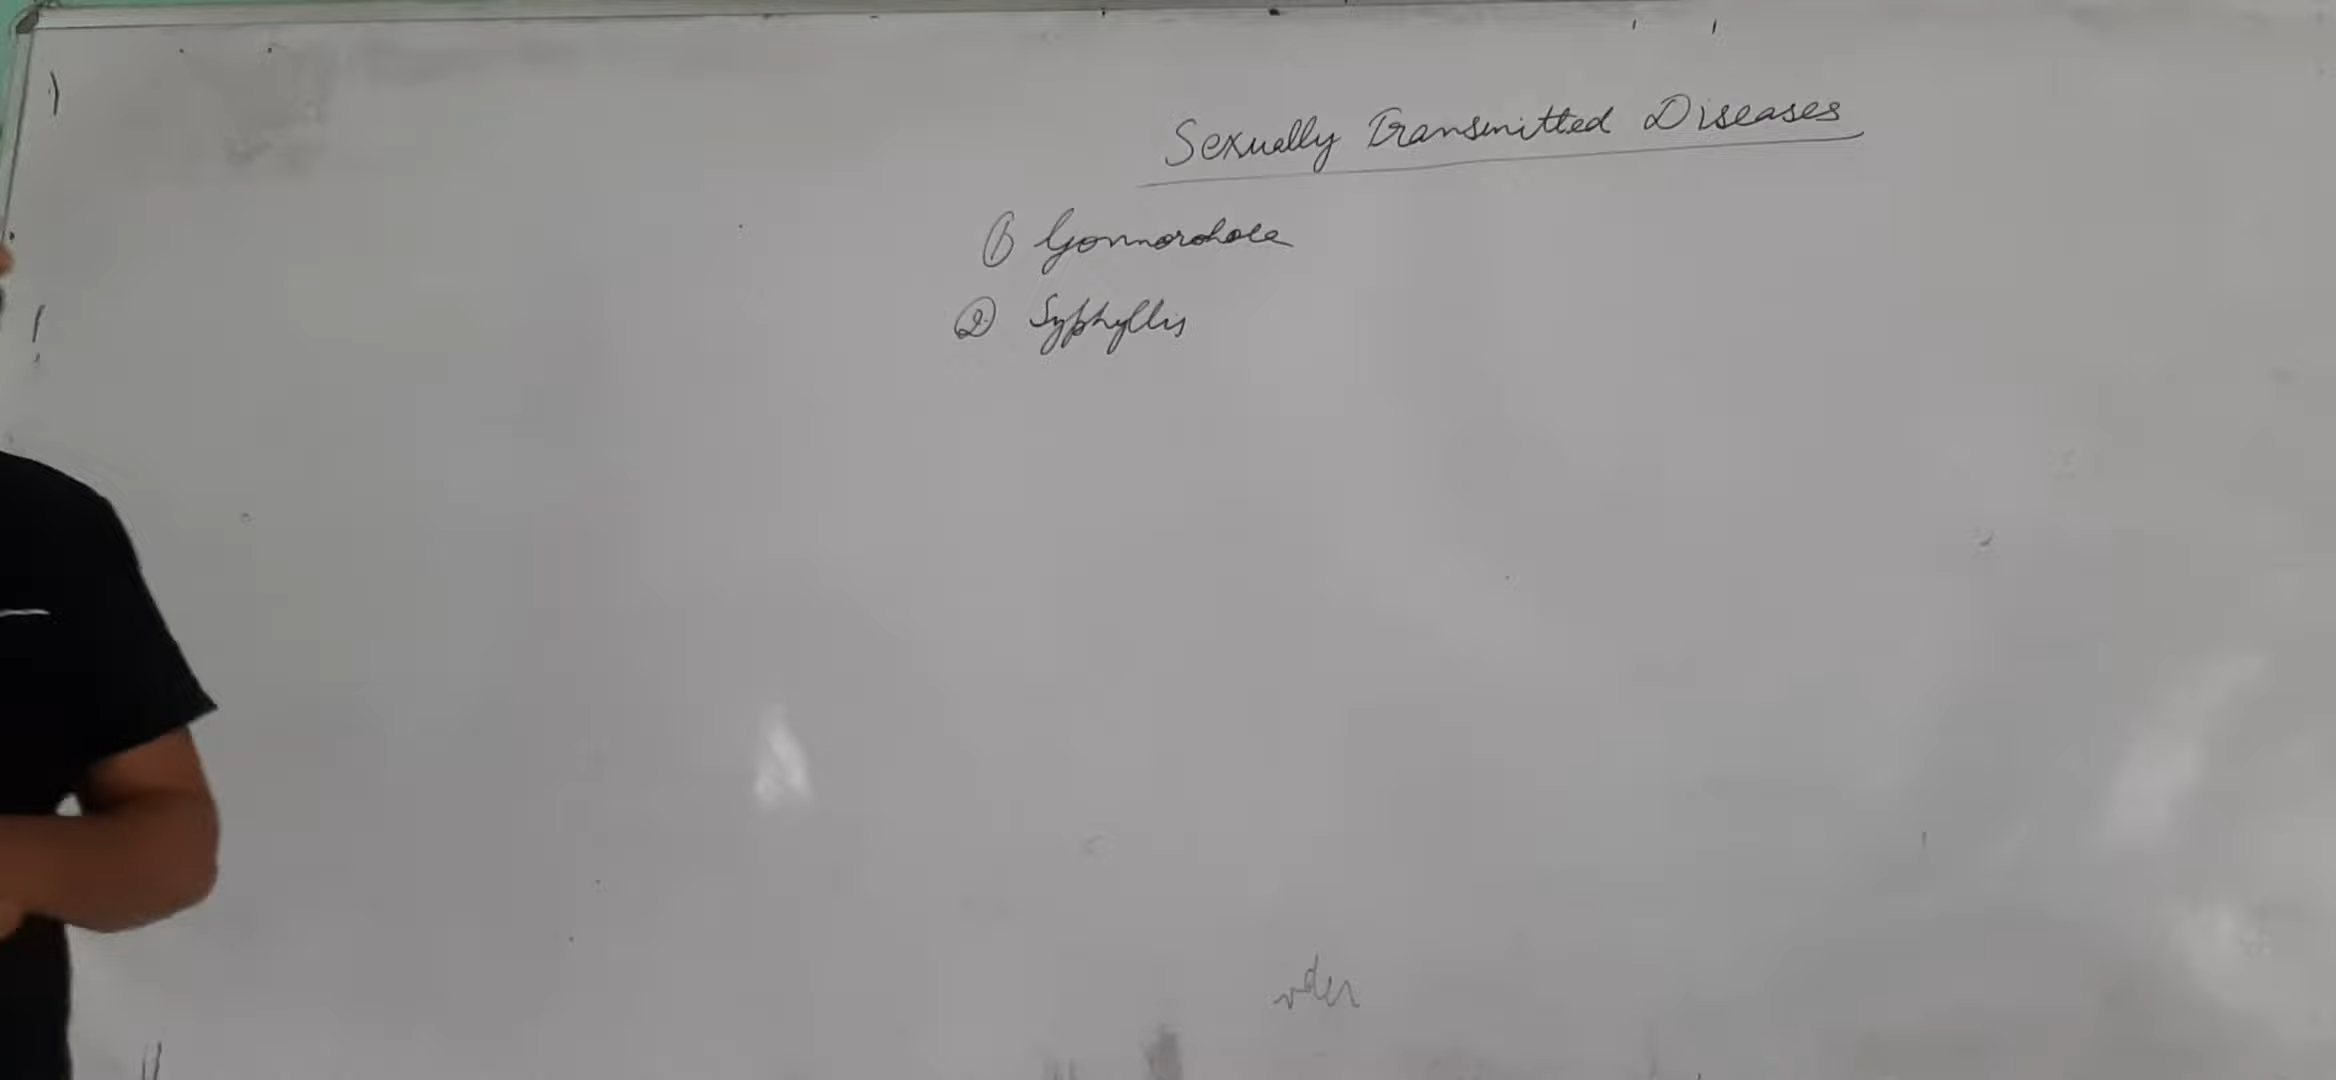 Sexually Transmitted Diseases
① Gonnorohoea
② Syphyllis